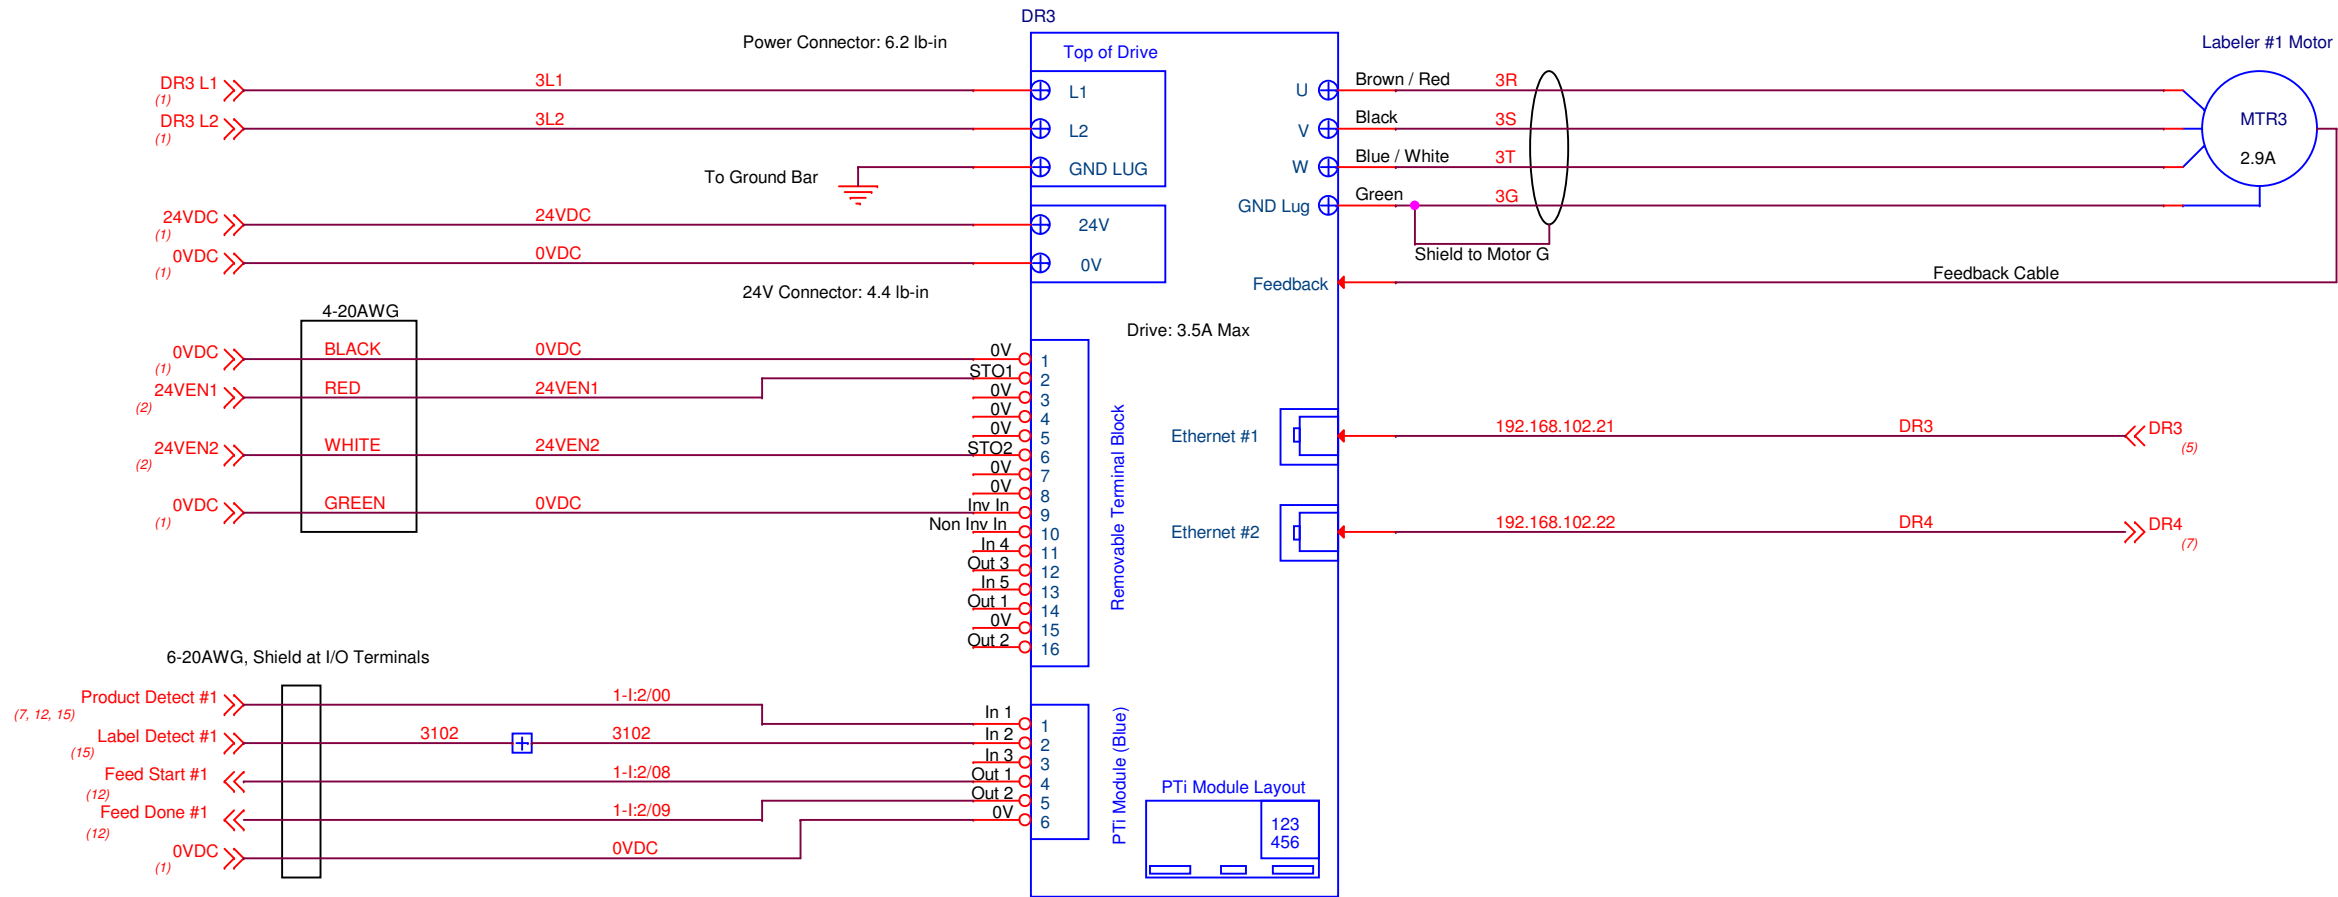 DR3
Power Connector: 6.2 lb-in
Top of Drive
Labeler #1 Motor
DR3 L1
(1)
3L1
L1
DR3 L2
(1)
3L2
L2
To Ground Bar
GND LUG
24VDC
(1)
24VDC
24V
0VDC
(1)
0VDC
0V
24V Connector: 4.4 lb-in
U
Brown / Red
3R
V
Black
3S
W
Blue / White
3T
GND Lug
Green
3G
Shield to Motor G
MTR3
2.9A
Feedback
Feedback Cable
Drive: 3.5A Max
4-20AWG
0VDC
(1)
BLACK
0VDC
24VEN1
(2)
RED
24VEN1
24VEN2
(2)
WHITE
24VEN2
0VDC
(1)
GREEN
0VDC
0V 1
STO1 2
0V 3
0V 4
0V 5
STO2 6
0V 7
0V 8
Inv In 9
Non Inv In 10
In 4 11
Out 3 12
In 5 13
Out 1 14
0V 15
Out 2 16
Removable Terminal Block
Ethernet #1
192.168.102.21
DR3
DR3
(5)
Ethernet #2
192.168.102.22
DR4
DR4
(7)
6-20AWG, Shield at I/O Terminals
Product Detect #1
(7, 12, 15)
1-I:2/00
Label Detect #1
(15)
3102
3102
Feed Start #1
(12)
1-I:2/08
Feed Done #1
(12)
1-I:2/09
0VDC
(1)
0VDC
In 1 1
In 2 2
In 3 3
Out 1 4
Out 2 5
0V 6
PTi Module (Blue)
PTi Module Layout
123
456